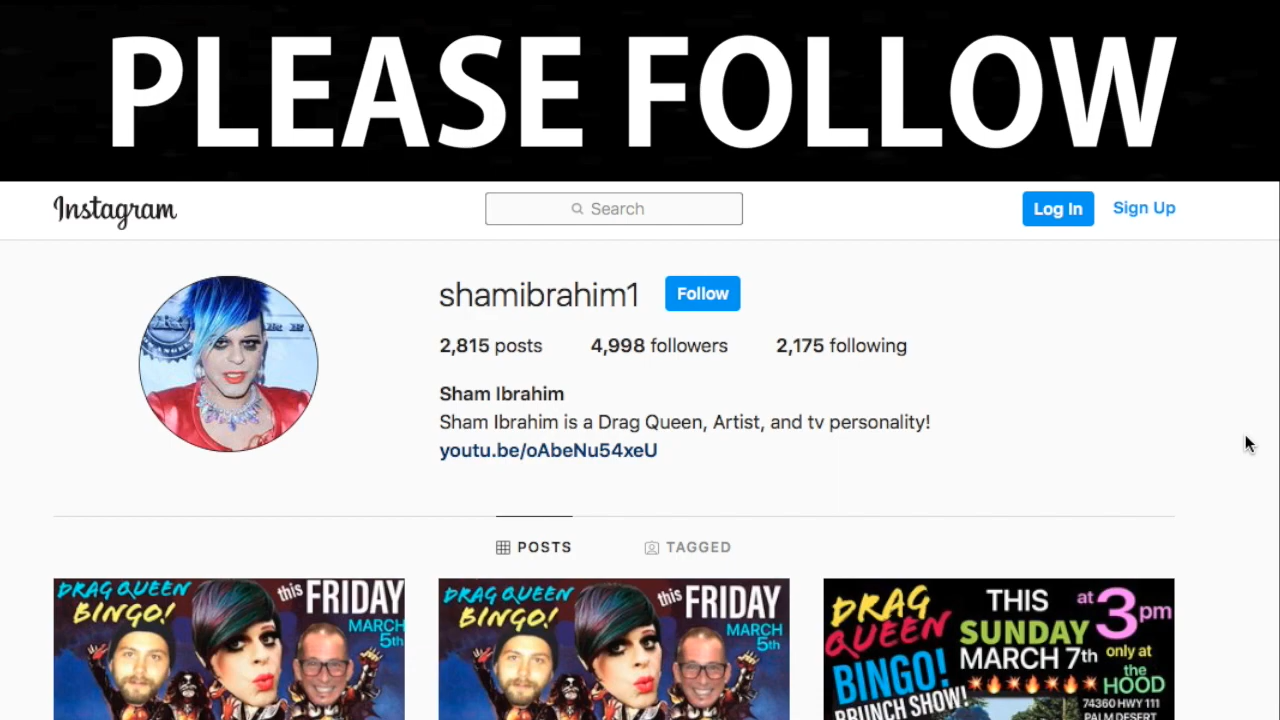 PLEASE FOLLOW
Instagram
Search
Log In
Sign Up
shamibrahim1
Follow
2,815 posts
4,998 followers
2,175 following
Sham Ibrahim
Sham Ibrahim is a Drag Queen, Artist, and tv personality!
youtu.be/oAbeNu54xeU
POSTS
TAGGED
DRAG QUEEN
BINGO!
this FRIDAY
MARCH
5th
DRAG QUEEN
BINGO!
this FRIDAY
MARCH
5th
DRAG
QUEEN
BINGO!
BRUNCH SHOW!
THIS
SUNDAY
MARCH 7th
at 3pm
only at
the
HOOD
74360 HWY 111
PALM DESERT